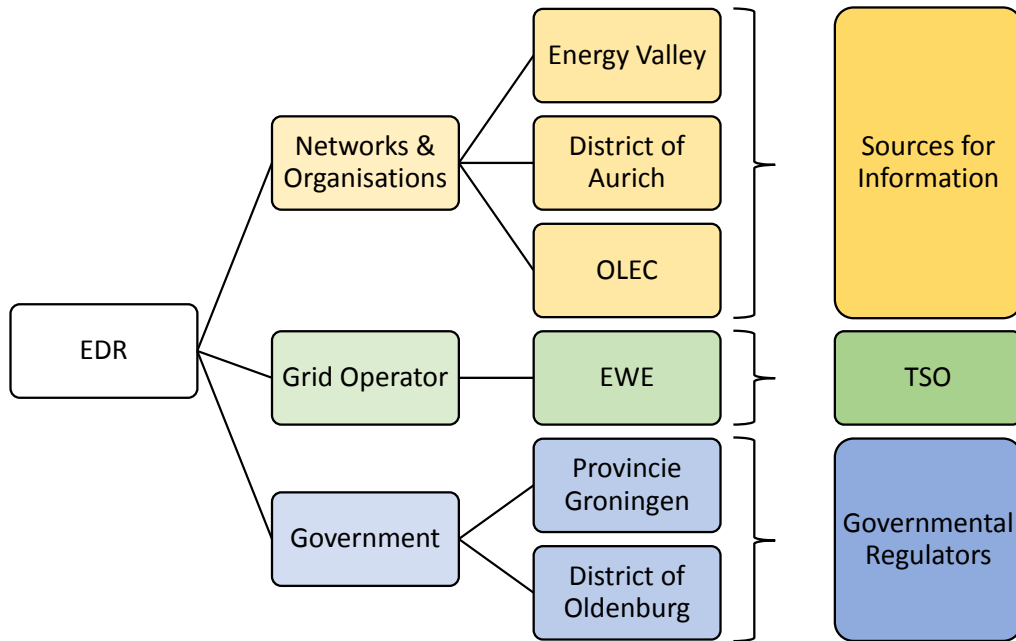 EDR
Networks &
Organisations
Grid Operator
Government
Energy Valley
District of
Aurich
OLEC
EWE
Provincie
Groningen
District of
Oldenburg
Sources for
Information
TSO
Governmental
Regulators